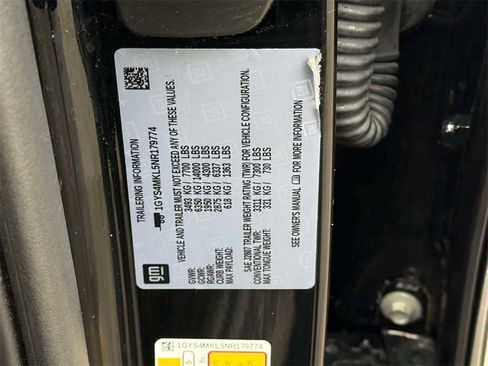 TRAILERING INFORMATION
1GYS4MKL5NR179774
VEHICLE AND TRAILER MUST NOT EXCEED ANY OF THESE VALUES.
GVWR: 3493 KG / 7700 LBS
GCWR: 6350 KG / 14000 LBS
RGAWR: 1950 KG / 4300 LBS
CURB WEIGHT: 2875 KG / 6337 LBS
MAX PAYLOAD: 618 KG / 1363 LBS
SAE J2807 TRAILER WEIGHT RATING (TWR) FOR VEHICLE CONFIGURATION.
CONVENTIONAL TWR: 3311 KG / 7300 LBS
MAX TONGUE WEIGHT: 331 KG / 730 LBS
SEE OWNER'S MANUAL FOR MORE INFORMATION
gm
1GYS4MKL5NR179774